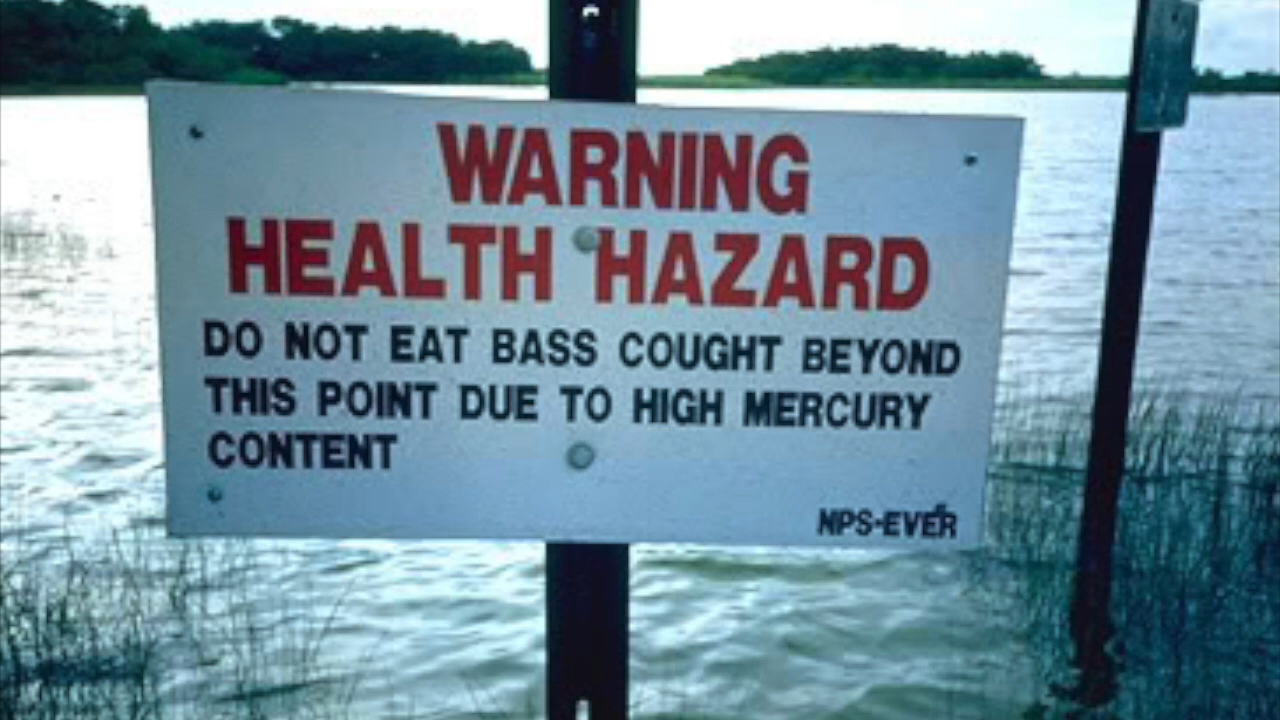 WARNING
HEALTH HAZARD
DO NOT EAT BASS COUGHT BEYOND
THIS POINT DUE TO HIGH MERCURY
CONTENT
NPS-EVER